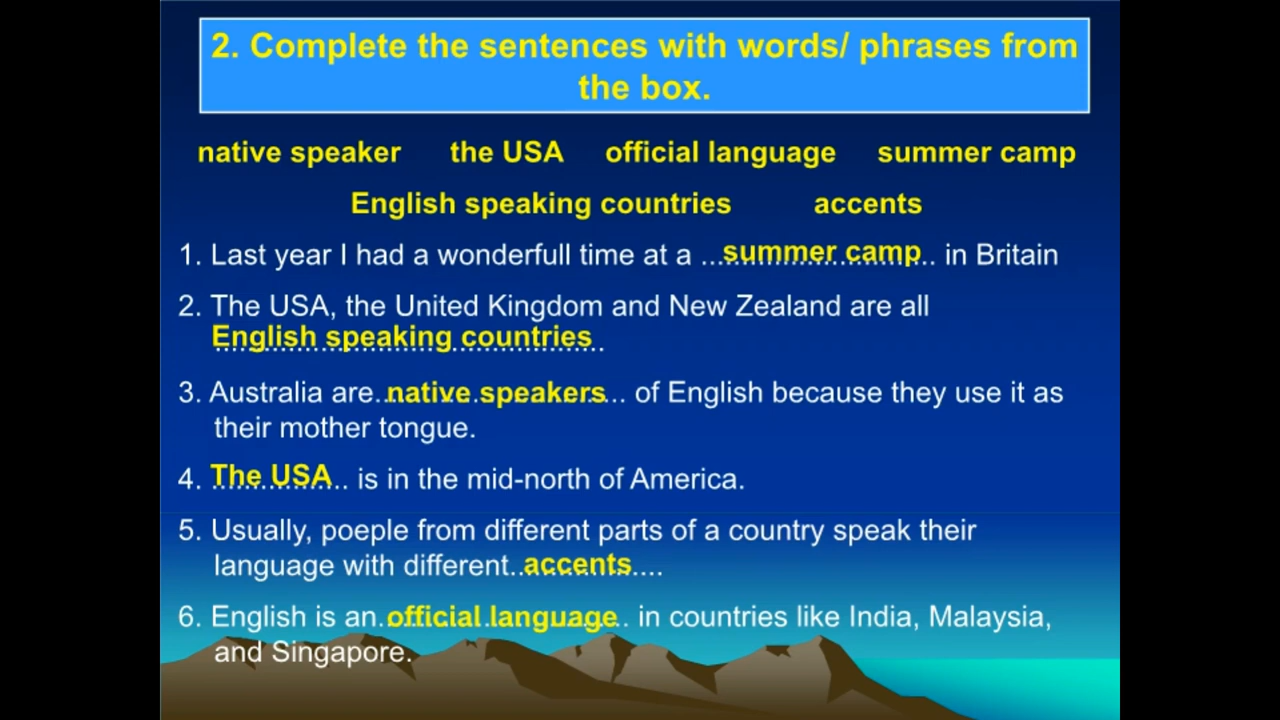 2. Complete the sentences with words/ phrases from
the box.
native speaker the USA official language summer camp
English speaking countries accents
1. Last year I had a wonderfull time at a ...summer camp.. in Britain
2. The USA, the United Kingdom and New Zealand are all
English speaking countries.
3. Australia are..native speakers... of English because they use it as
their mother tongue.
4. The USA.. is in the mid-north of America.
5. Usually, poeple from different parts of a country speak their
language with different..accents....
6. English is an.official language.. in countries like India, Malaysia,
and Singapore.